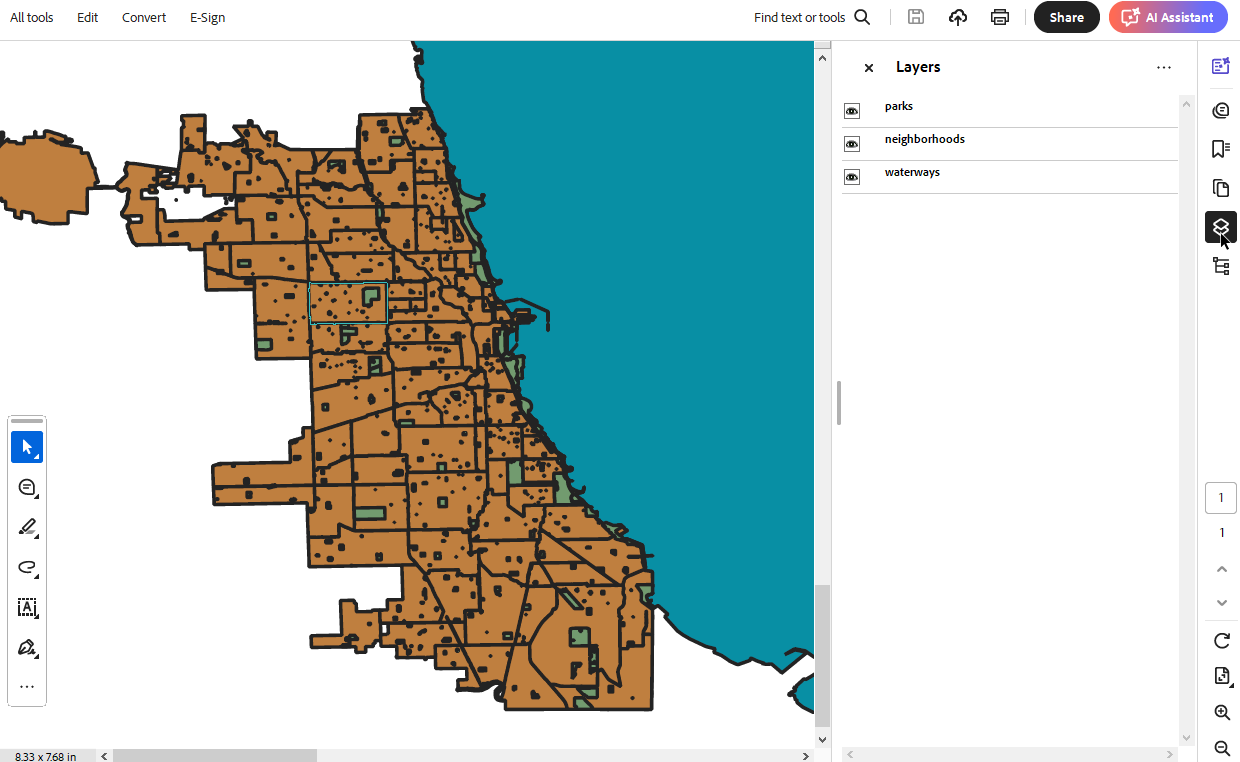 All tools Edit Convert E-Sign Find text or tools Share AI Assistant
Layers
parks
neighborhoods
waterways
A
1
1
8.33 x 7.68 in